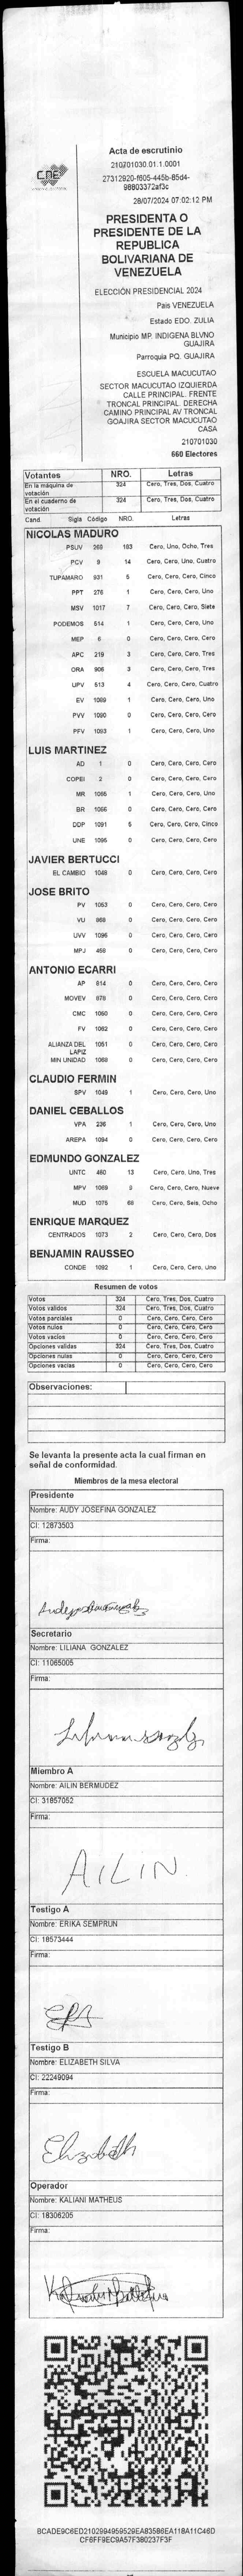 CNE
Acta de escrutinio
210701030.01.1.0001
27312920-f605-445b-85d4-
98803372af3c
28/07/2024 07:02:12 PM
PRESIDENTA O
PRESIDENTE DE LA
REPUBLICA
BOLIVARIANA DE
VENEZUELA
ELECCIÓN PRESIDENCIAL 2024
País VENEZUELA
Estado EDO. ZULIA
Municipio MP. INDIGENA BLVNO
GUAJIRA
Parroquia PQ. GUAJIRA
ESCUELA MACUCUTAO
SECTOR MACUCUTAO IZQUIERDA
CALLE PRINCIPAL. FRENTE
TRONCAL PRINCIPAL. DERECHA
CAMINO PRINCIPAL AV TRONCAL
GOAJIRA SECTOR MACUCUTAO
CASA
210701030
660 Electores
Votantes NRO. Letras
En la máquina de votación 324 Cero, Tres, Dos, Cuatro
En el cuaderno de votación 324 Cero, Tres, Dos, Cuatro
Cand. Sigla Código NRO. Letras
NICOLAS MADURO
PSUV 269 183 Cero, Uno, Ocho, Tres
PCV 9 14 Cero, Cero, Uno, Cuatro
TUPAMARO 931 5 Cero, Cero, Cero, Cinco
PPT 276 1 Cero, Cero, Cero, Uno
MSV 1017 7 Cero, Cero, Cero, Siete
PODEMOS 514 1 Cero, Cero, Cero, Uno
MEP 6 0 Cero, Cero, Cero, Cero
APC 219 3 Cero, Cero, Cero, Tres
ORA 906 3 Cero, Cero, Cero, Tres
UPV 513 4 Cero, Cero, Cero, Cuatro
EV 1089 1 Cero, Cero, Cero, Uno
PVV 1090 0 Cero, Cero, Cero, Cero
PFV 1093 1 Cero, Cero, Cero, Uno
LUIS MARTINEZ
AD 1 0 Cero, Cero, Cero, Cero
COPEI 2 0 Cero, Cero, Cero, Cero
MR 1065 1 Cero, Cero, Cero, Uno
BR 1066 0 Cero, Cero, Cero, Cero
DDP 1091 5 Cero, Cero, Cero, Cinco
UNE 1095 0 Cero, Cero, Cero, Cero
JAVIER BERTUCCI
EL CAMBIO 1048 0 Cero, Cero, Cero, Cero
JOSE BRITO
PV 1053 0 Cero, Cero, Cero, Cero
VU 868 0 Cero, Cero, Cero, Cero
UVV 1096 0 Cero, Cero, Cero, Cero
MPJ 458 0 Cero, Cero, Cero, Cero
ANTONIO ECARRI
AP 814 0 Cero, Cero, Cero, Cero
MOVEV 878 0 Cero, Cero, Cero, Cero
CMC 1050 0 Cero, Cero, Cero, Cero
FV 1082 0 Cero, Cero, Cero, Cero
ALIANZA DEL LAPIZ 1051 0 Cero, Cero, Cero, Cero
MIN UNIDAD 1068 0 Cero, Cero, Cero, Cero
CLAUDIO FERMIN
SPV 1049 1 Cero, Cero, Cero, Uno
DANIEL CEBALLOS
VPA 236 1 Cero, Cero, Cero, Uno
AREPA 1094 0 Cero, Cero, Cero, Cero
EDMUNDO GONZALEZ
UNTC 460 13 Cero, Cero, Uno, Tres
MPV 1069 9 Cero, Cero, Cero, Nueve
MUD 1075 68 Cero, Cero, Seis, Ocho
ENRIQUE MARQUEZ
CENTRADOS 1073 2 Cero, Cero, Cero, Dos
BENJAMIN RAUSSEO
CONDE 1092 1 Cero, Cero, Cero, Uno
Resumen de votos
Votos 324 Cero, Tres, Dos, Cuatro
Votos válidos 324 Cero, Tres, Dos, Cuatro
Votos parciales 0 Cero, Cero, Cero, Cero
Votos nulos 0 Cero, Cero, Cero, Cero
Votos vacíos 0 Cero, Cero, Cero, Cero
Opciones válidas 324 Cero, Tres, Dos, Cuatro
Opciones nulas 0 Cero, Cero, Cero, Cero
Opciones vacías 0 Cero, Cero, Cero, Cero
Observaciones:
Se levanta la presente acta la cual firman en
señal de conformidad.
Miembros de la mesa electoral
Presidente
Nombre: AUDY JOSEFINA GONZALEZ
CI: 12873503
Firma:
Secretario
Nombre: LILIANA GONZALEZ
CI: 11065005
Firma:
Miembro A
Nombre: AILIN BERMUDEZ
CI: 31857052
Firma:
AILIN
Testigo A
Nombre: ERIKA SEMPRUN
CI: 18573444
Firma:
Testigo B
Nombre: ELIZABETH SILVA
CI: 22249094
Firma:
Elizabeth
Operador
Nombre: KALIANI MATHEUS
CI: 18306205
Firma:
BCADE9C6ED2102994959529EA83586EA118A11C46D
CF6FF9EC9A57F380237F3F